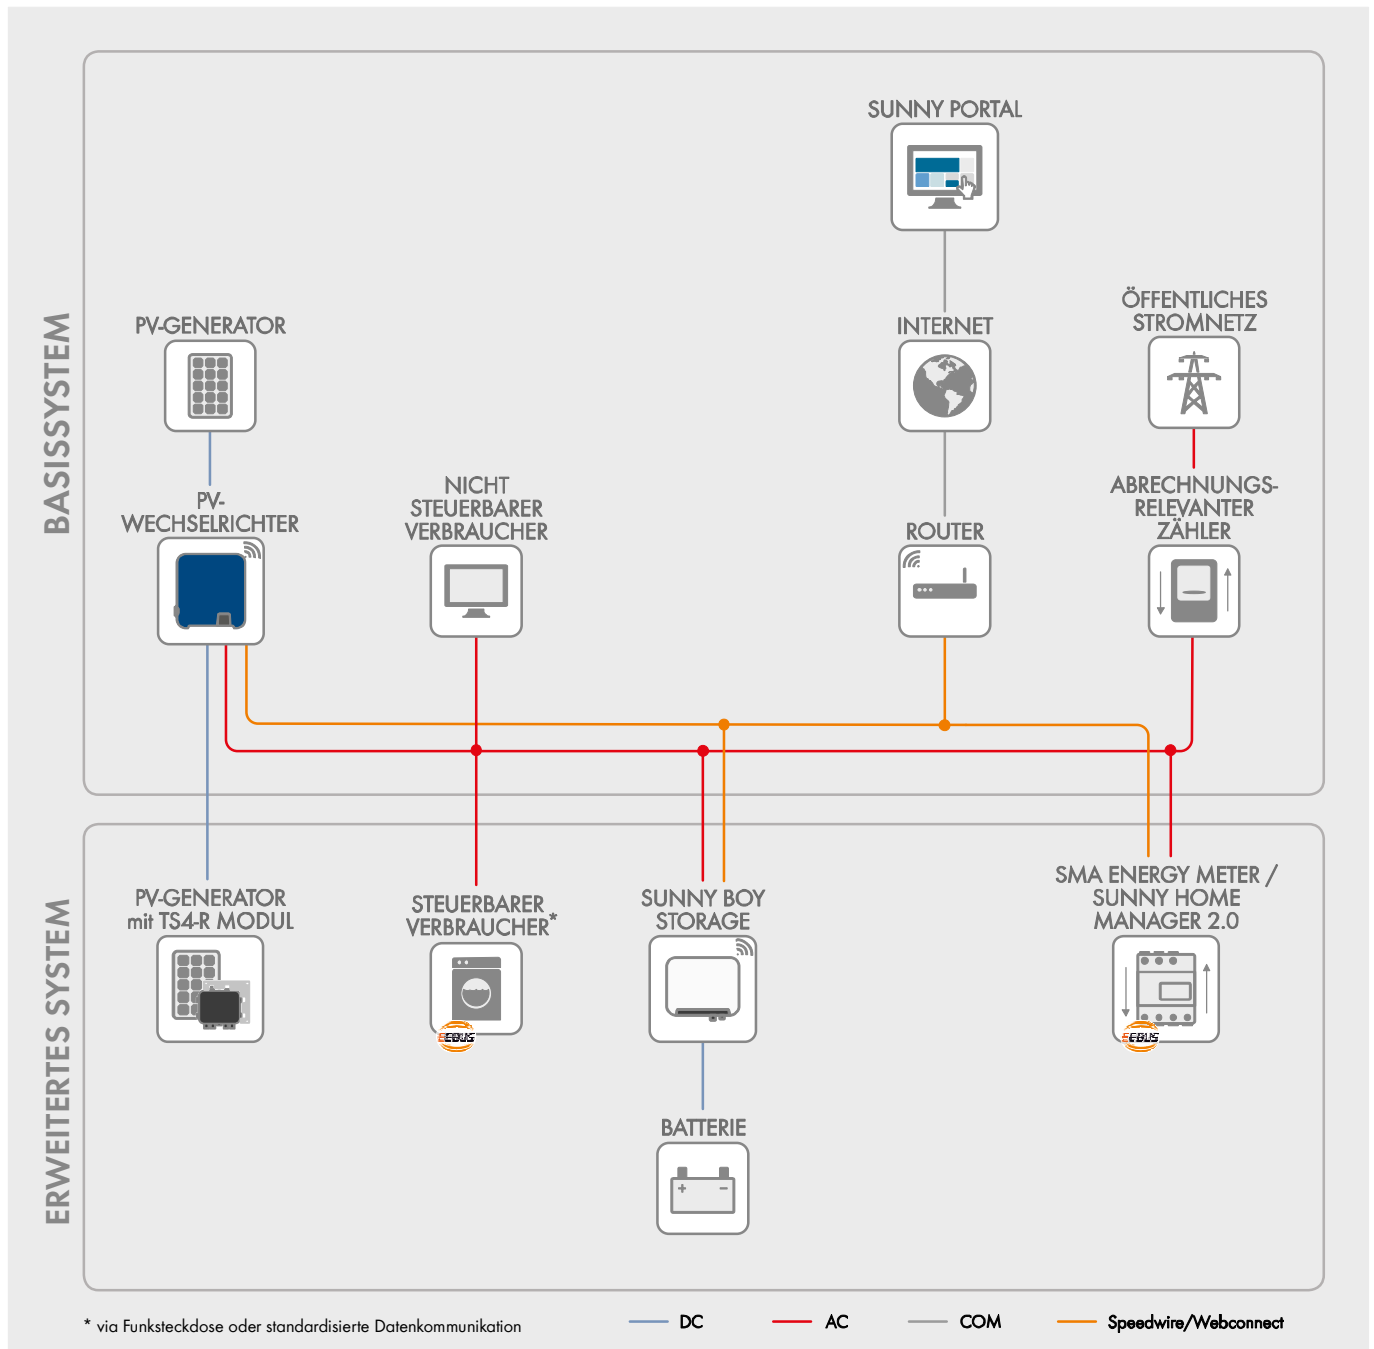 BASISSYSTEM
SUNNY PORTAL
PV-GENERATOR
INTERNET
ÖFFENTLICHES
STROMNETZ
PV-
WECHSELRICHTER
NICHT
STEUERBARER
VERBRAUCHER
ROUTER
ABRECHNUNGS-
RELEVANTER
ZÄHLER
ERWEITERTES SYSTEM
PV-GENERATOR
mit TS4-R MODUL
STEUERBARER
VERBRAUCHER*
EEBUS
SUNNY BOY
STORAGE
SMA ENERGY METER /
SUNNY HOME
MANAGER 2.0
EEBUS
BATTERIE
+ −
* via Funksteckdose oder standardisierte Datenkommunikation
DC
AC
COM
Speedwire/Webconnect